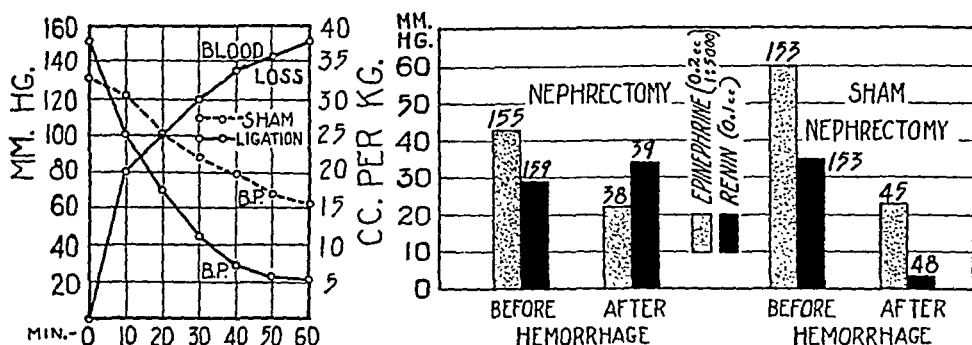 MM. HG.
160
140
120
100
80
60
40
20
BLOOD
LOSS
SHAM
LIGATION
B.P.
B.P.
40
35
30
25
20
15
10
5
CC. PER KG.
MIN.- 0 10 20 30 40 50 60
MM.
HG.
60
50
40
30
20
10
0
NEPHRECTOMY
155
159
38
39
EPINEPHRINE (0.2cc 1:5000)
RENIN (0.1cc)
153
SHAM
NEPHRECTOMY
153
45
48
BEFORE AFTER
HEMORRHAGE
BEFORE AFTER
HEMORRHAGE